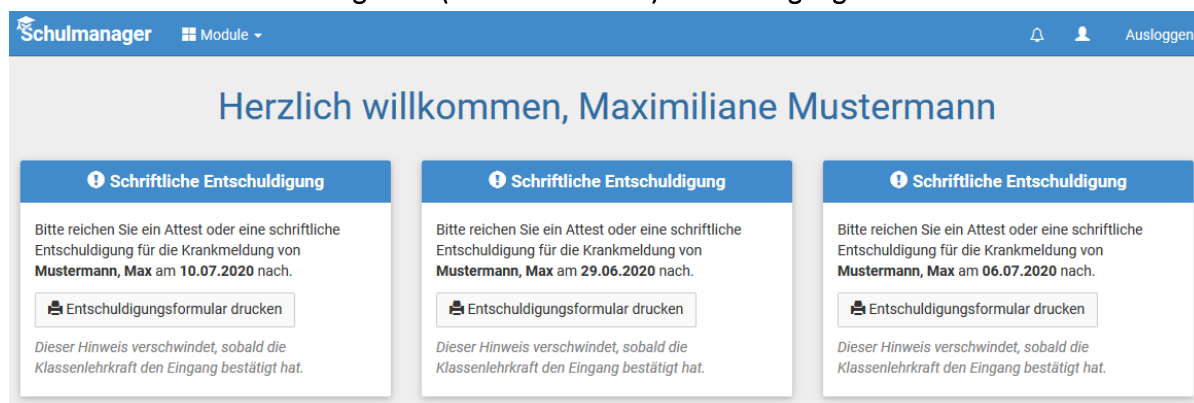 Schulmanager Module Ausloggen
Herzlich willkommen, Maximiliane Mustermann
Schriftliche Entschuldigung
Bitte reichen Sie ein Attest oder eine schriftliche
Entschuldigung für die Krankmeldung von
Mustermann, Max am 10.07.2020 nach.
Entschuldigungsformular drucken
Dieser Hinweis verschwindet, sobald die
Klassenlehrkraft den Eingang bestätigt hat.
Schriftliche Entschuldigung
Bitte reichen Sie ein Attest oder eine schriftliche
Entschuldigung für die Krankmeldung von
Mustermann, Max am 29.06.2020 nach.
Entschuldigungsformular drucken
Dieser Hinweis verschwindet, sobald die
Klassenlehrkraft den Eingang bestätigt hat.
Schriftliche Entschuldigung
Bitte reichen Sie ein Attest oder eine schriftliche
Entschuldigung für die Krankmeldung von
Mustermann, Max am 06.07.2020 nach.
Entschuldigungsformular drucken
Dieser Hinweis verschwindet, sobald die
Klassenlehrkraft den Eingang bestätigt hat.